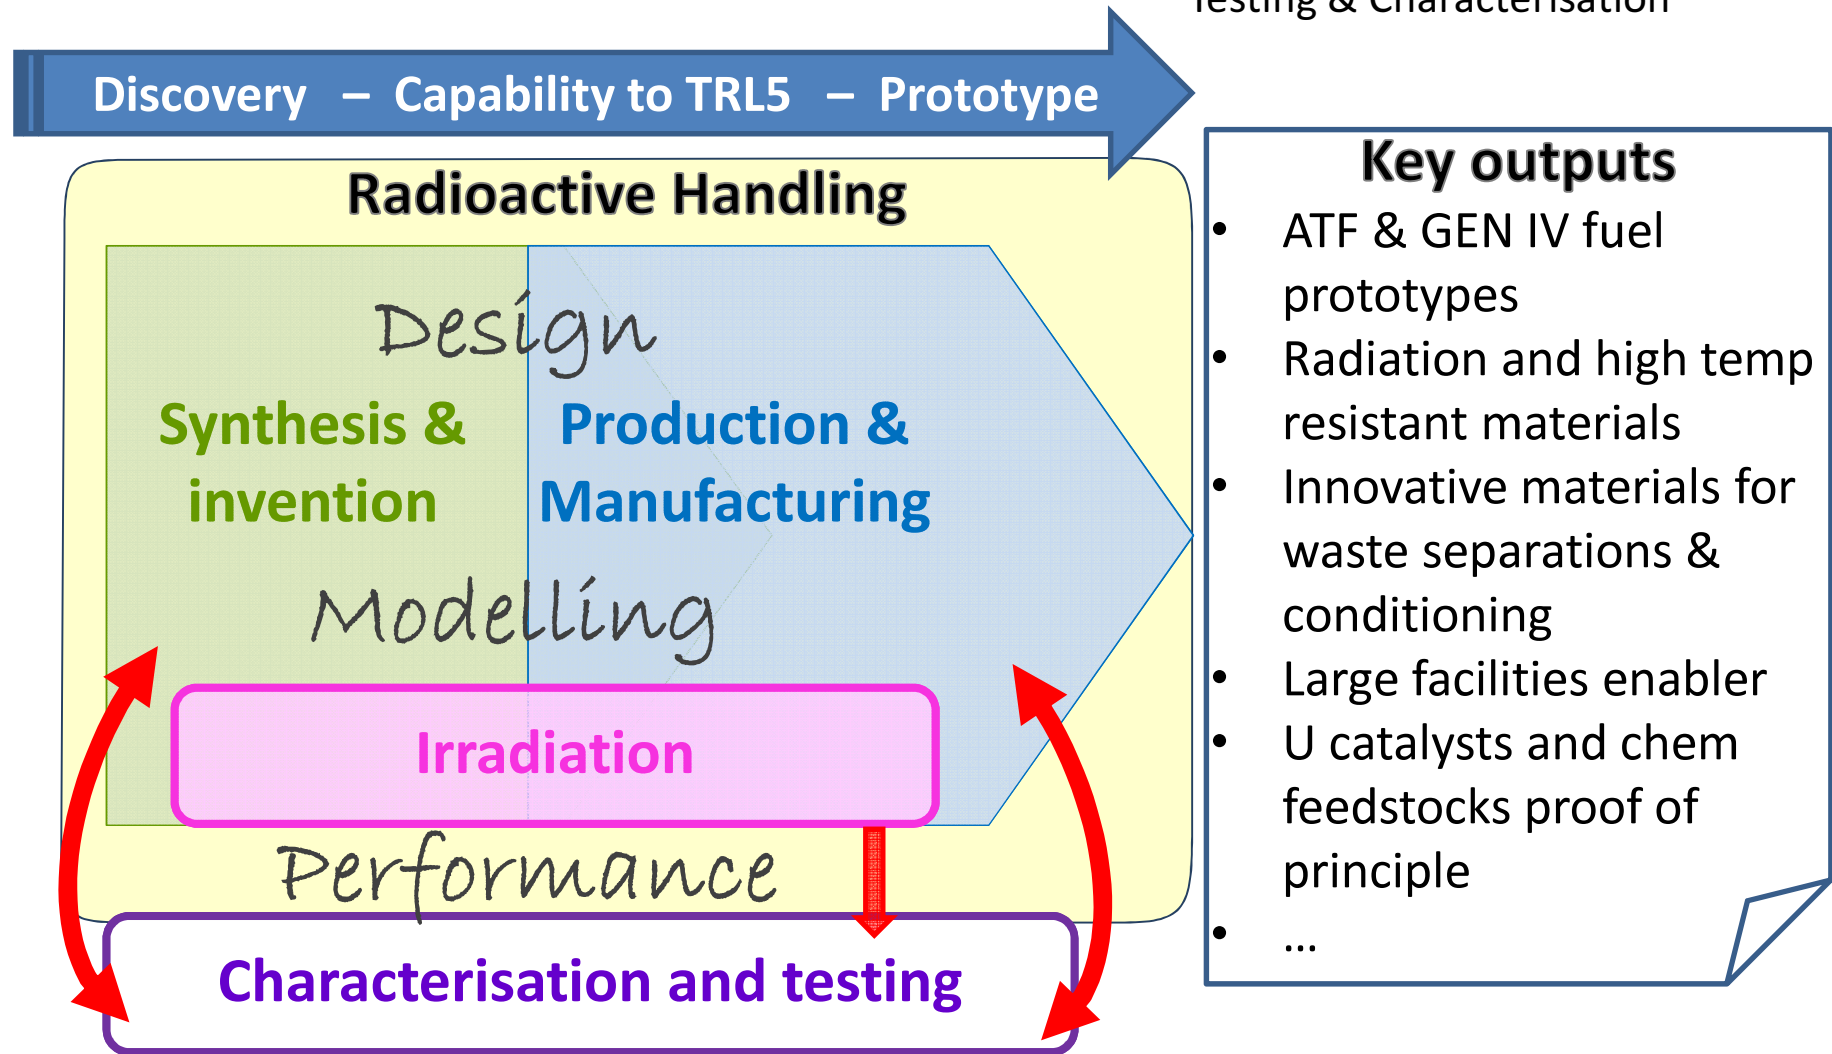 Testing & Characterisation
Discovery – Capability to TRL5 – Prototype
Radioactive Handling
Design
Synthesis &
invention
Production &
Manufacturing
Modelling
Irradiation
Performance
Characterisation and testing
Key outputs
• ATF & GEN IV fuel
prototypes
• Radiation and high temp
resistant materials
• Innovative materials for
waste separations &
conditioning
• Large facilities enabler
• U catalysts and chem
feedstocks proof of
principle
• ...